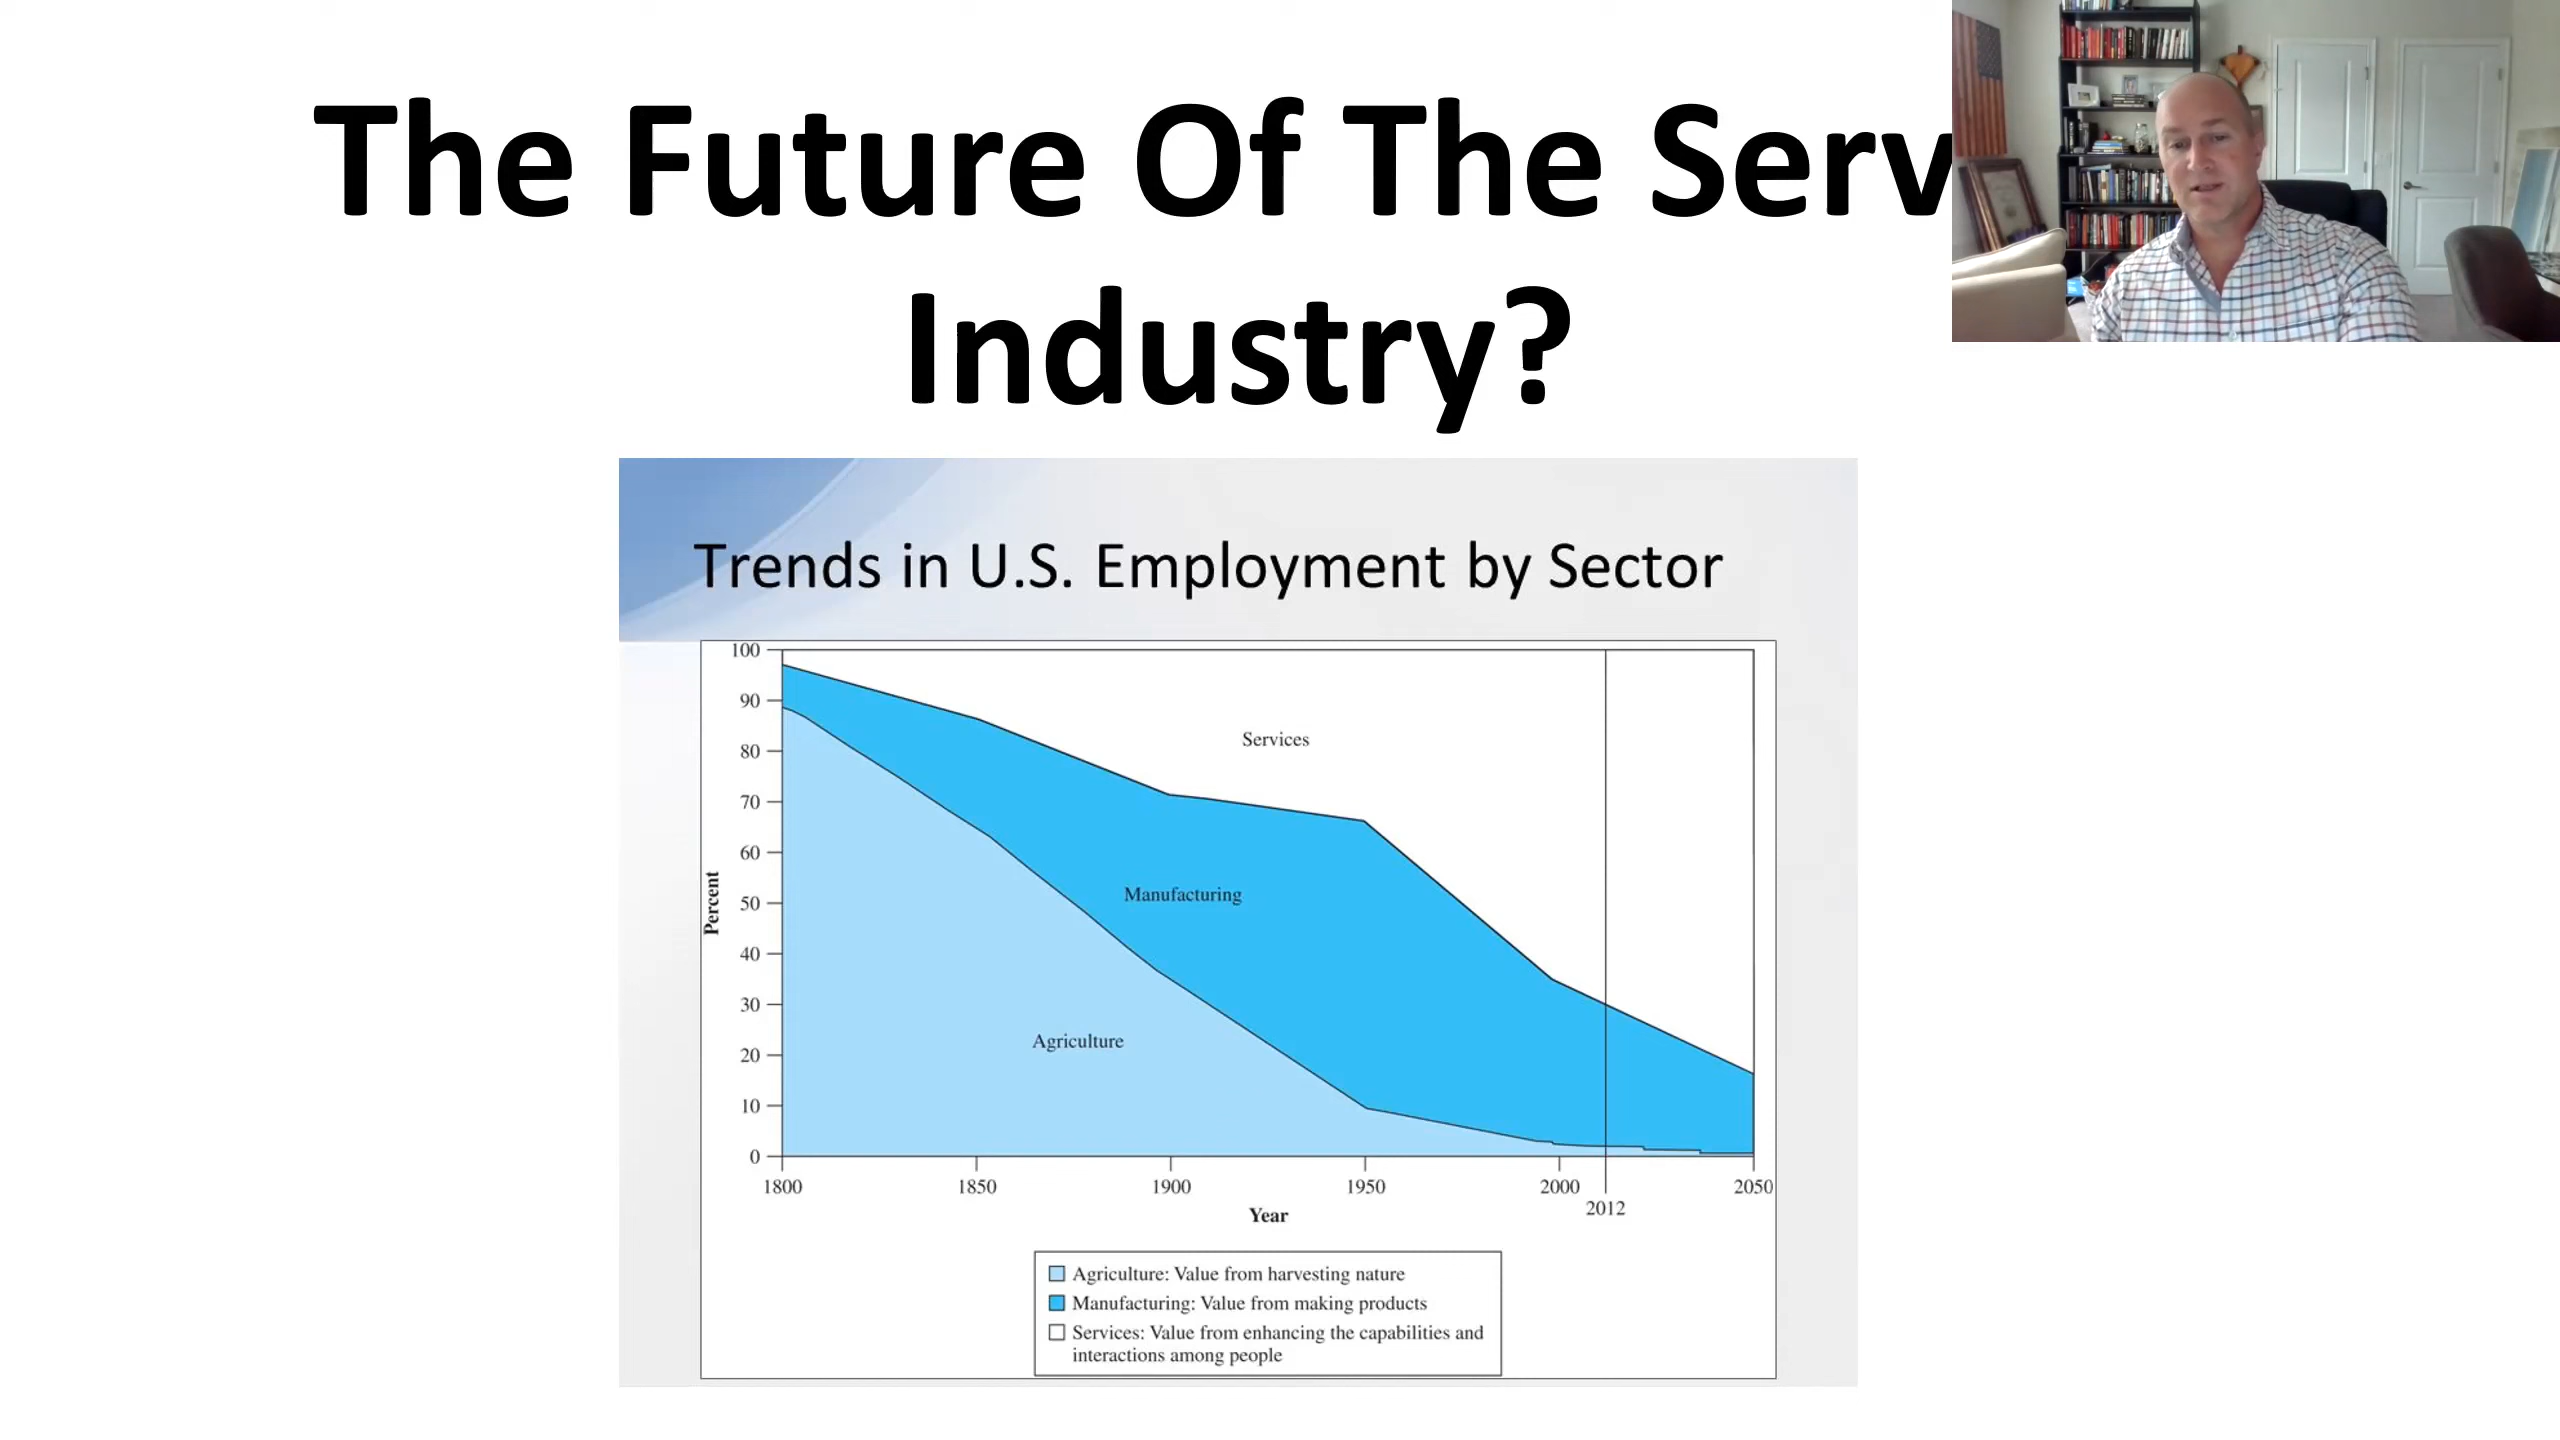 The Future Of The Serv
Industry?
Trends in U.S. Employment by Sector
100
90
80
70
60
50
40
30
20
10
0
Percent
Services
Manufacturing
Agriculture
1800 1850 1900 1950 2000 2050
2012
Year
Agriculture: Value from harvesting nature
Manufacturing: Value from making products
Services: Value from enhancing the capabilities and
interactions among people